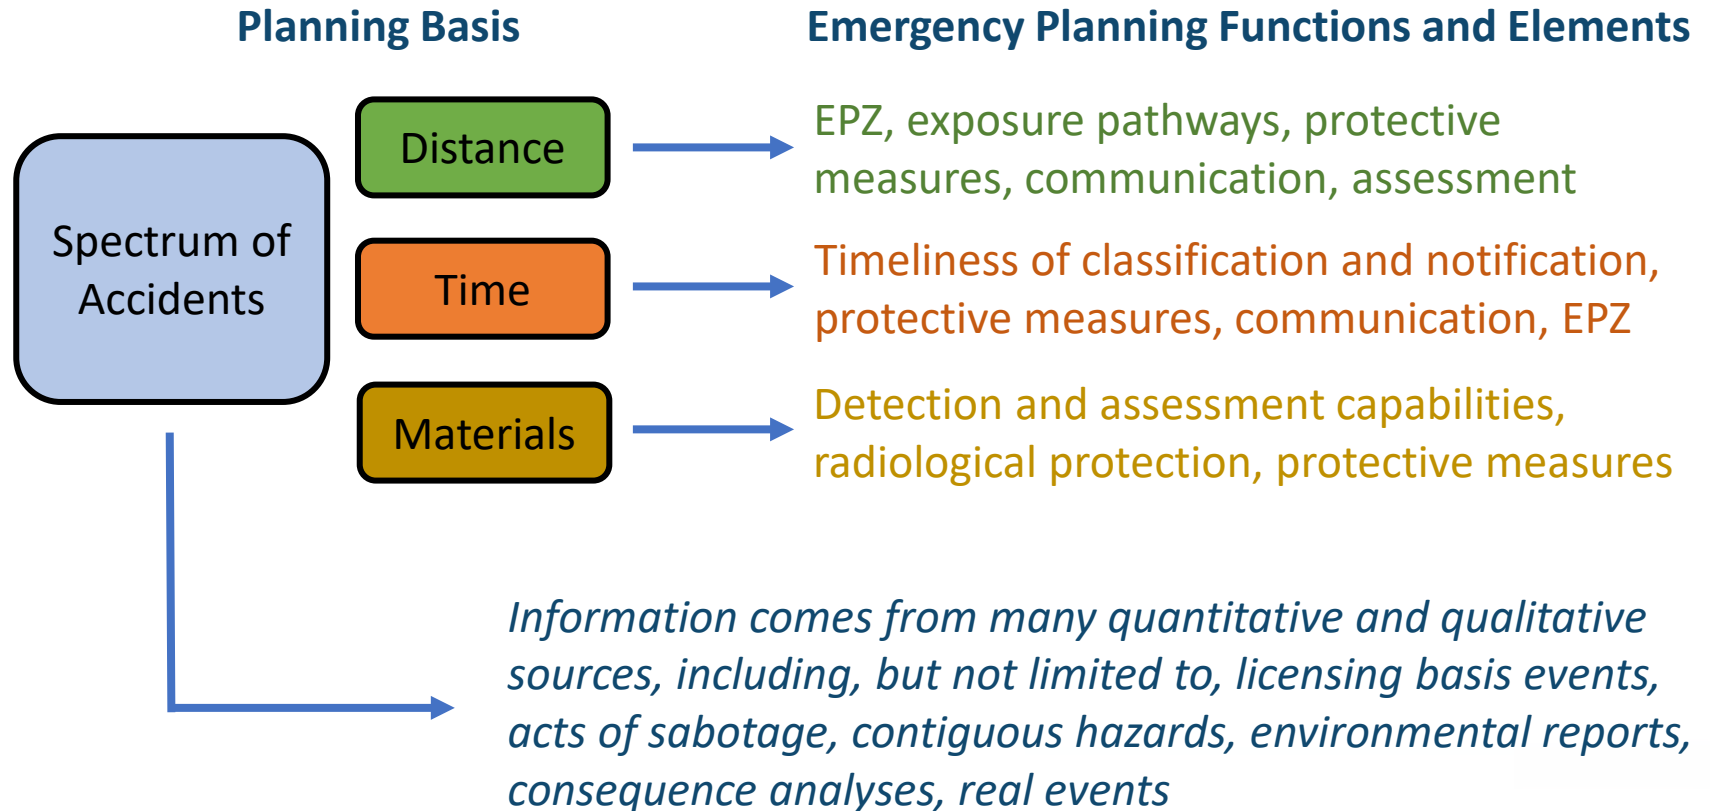 Planning Basis
Emergency Planning Functions and Elements
Spectrum of
Accidents
Distance
EPZ, exposure pathways, protective
measures, communication, assessment
Time
Timeliness of classification and notification,
protective measures, communication, EPZ
Materials
Detection and assessment capabilities,
radiological protection, protective measures
Information comes from many quantitative and qualitative
sources, including, but not limited to, licensing basis events,
acts of sabotage, contiguous hazards, environmental reports,
consequence analyses, real events